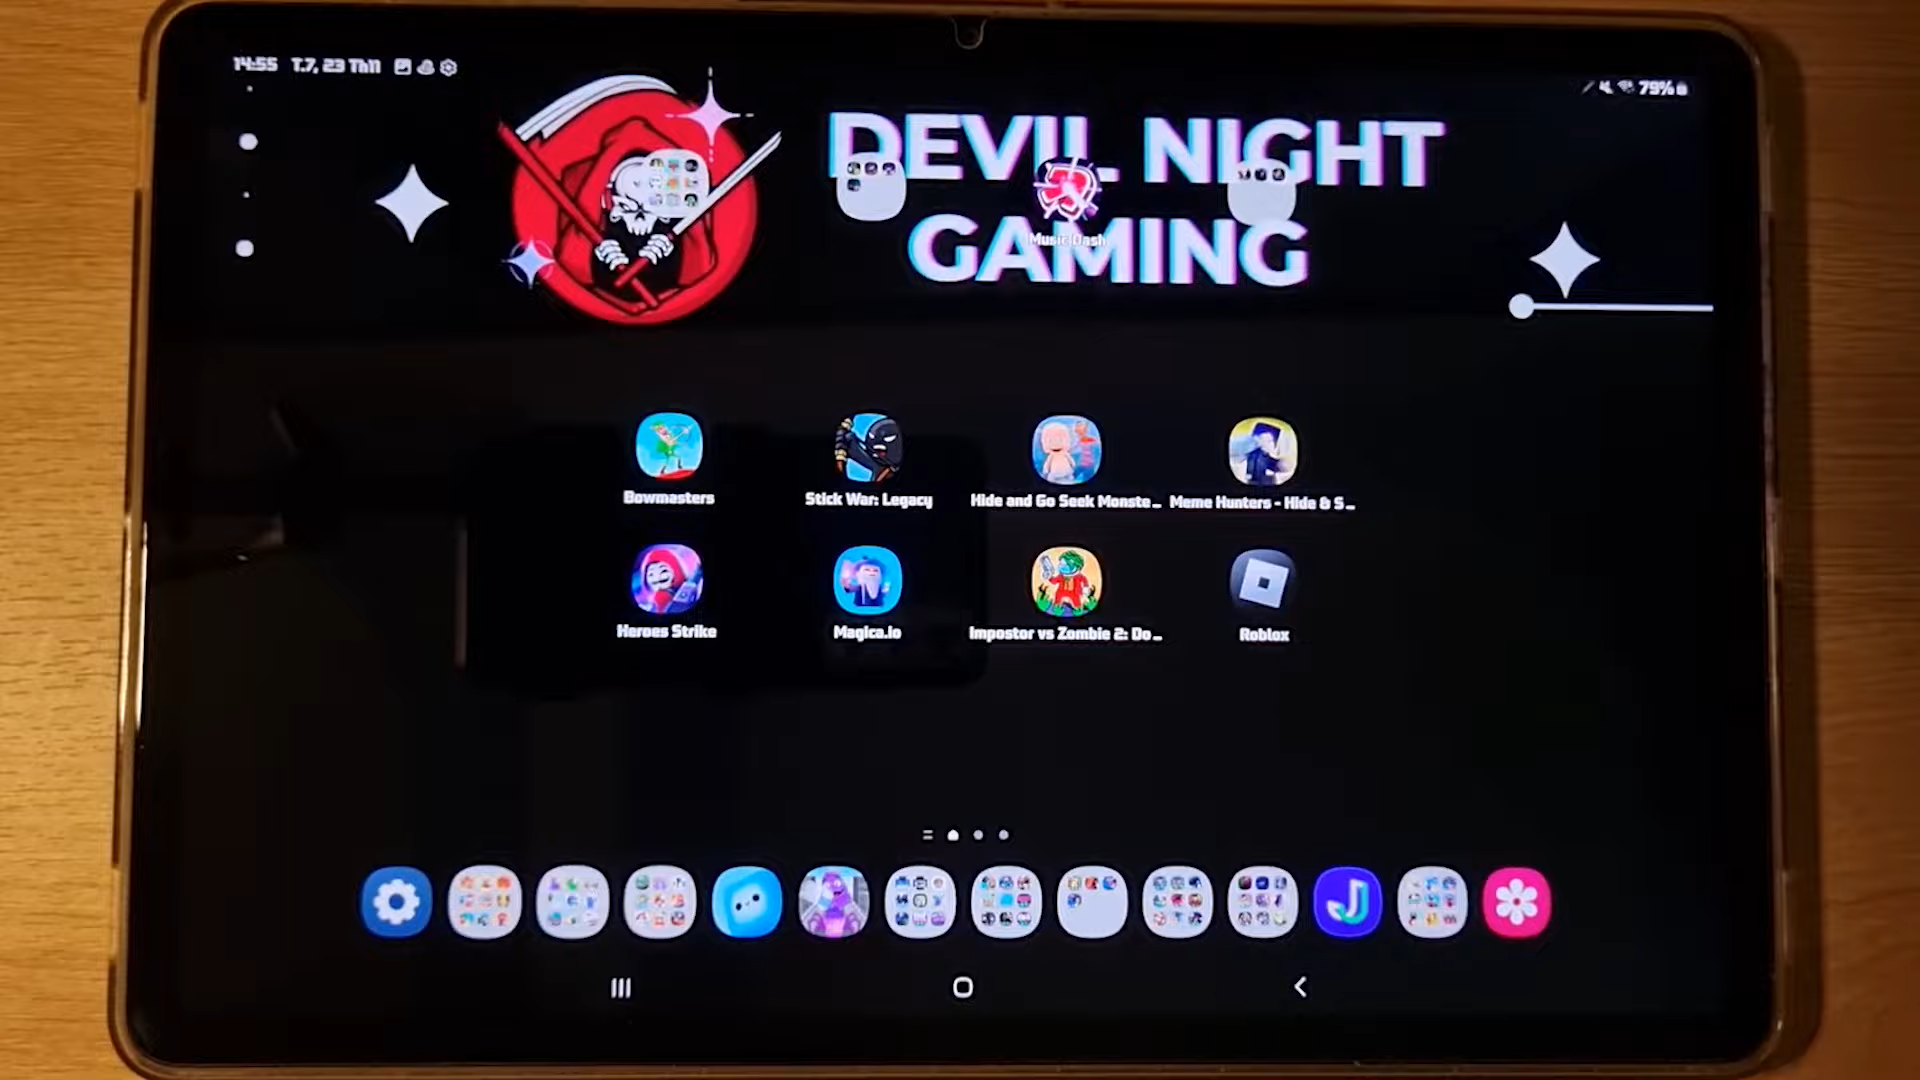 14:55 T.7, 23 Th11
79%
DEVIL NIGHT
GAMING
Music Dash
Bowmasters
Stick War: Legacy
Hide and Go Seek Monste...
Meme Hunters - Hide & S...
Heroes Strike
Magica.io
Impostor vs Zombie 2: Do...
Roblox